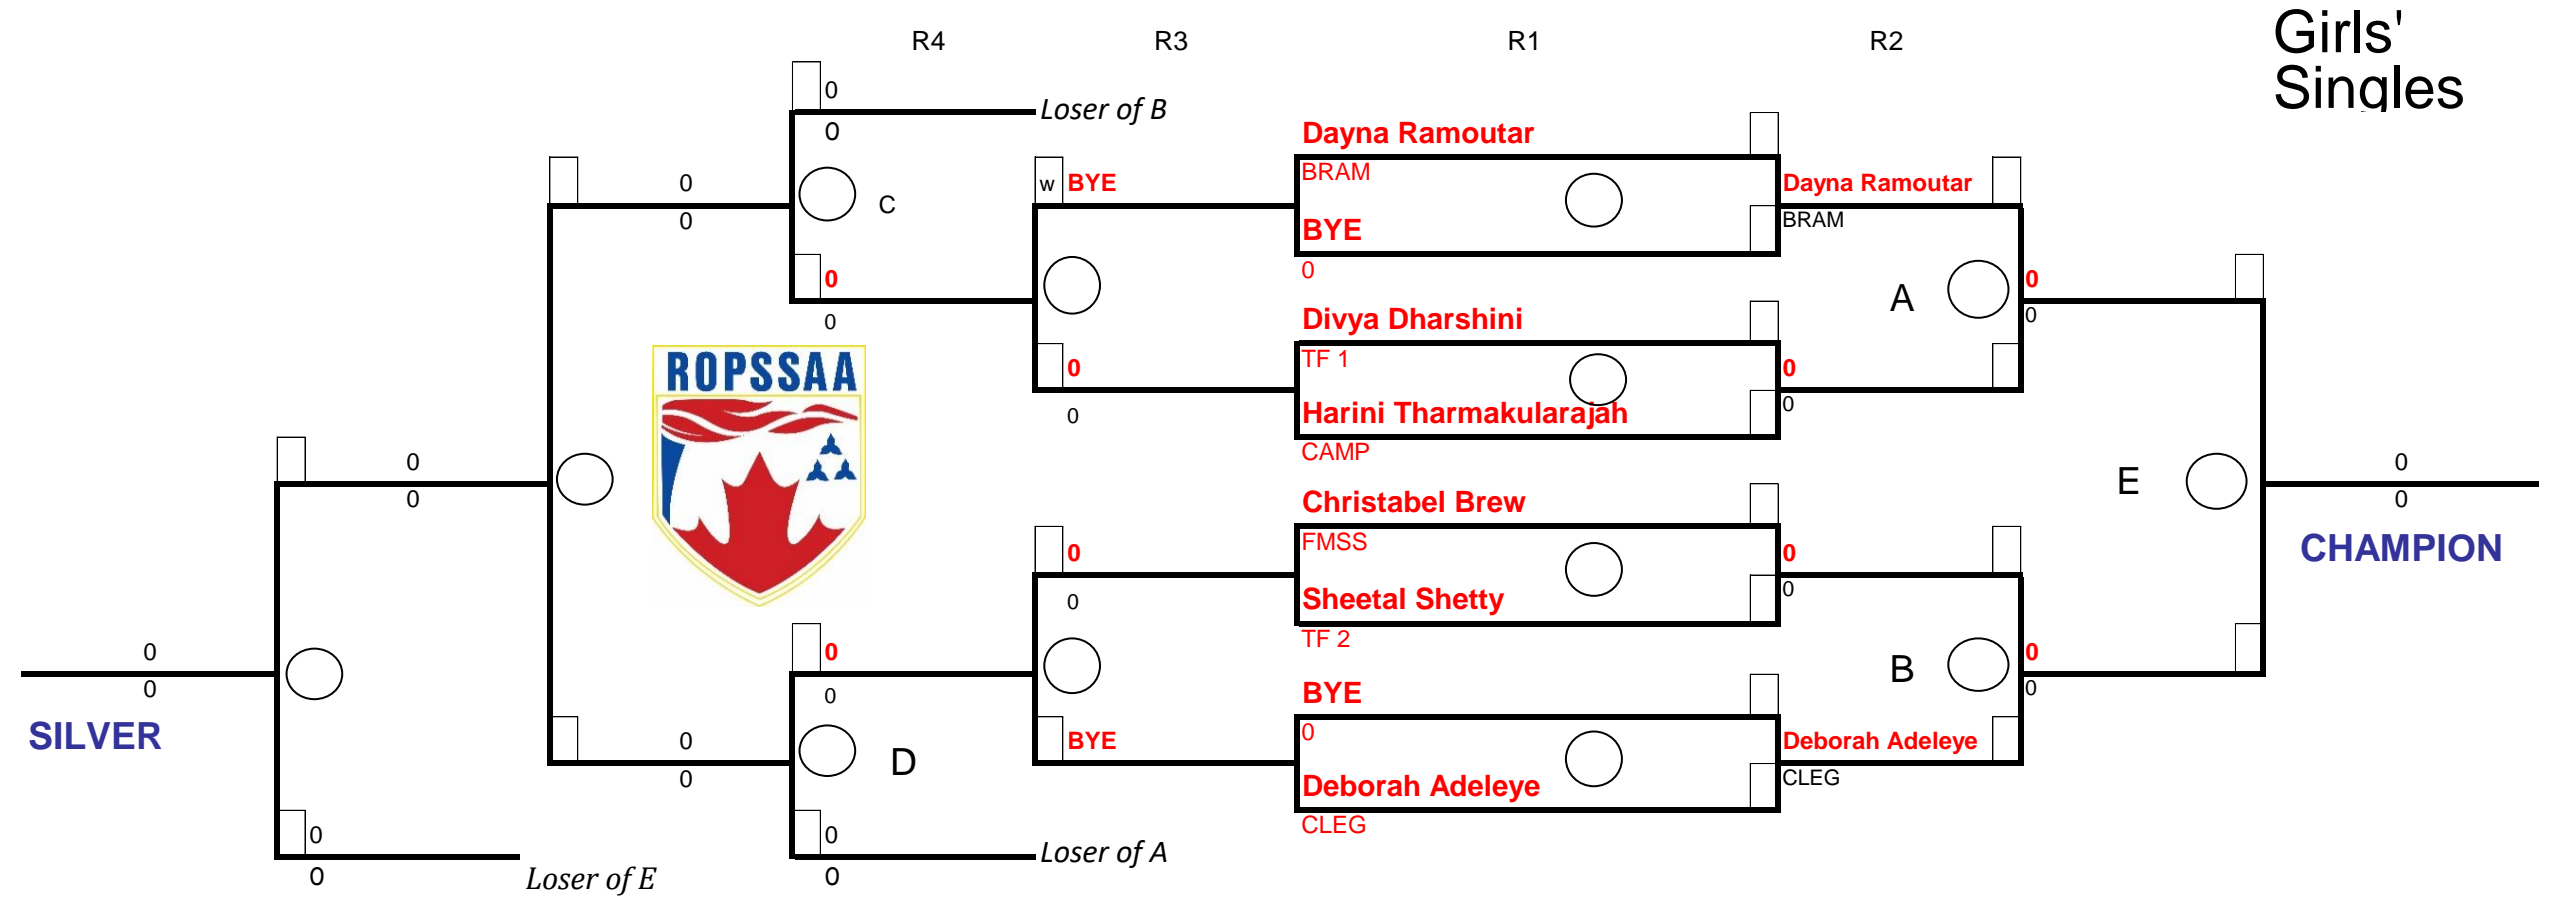 Girls'
Singles
R4 R3 R1 R2
0
Loser of B
0
Dayna Ramoutar
BRAM
0
w BYE
Dayna Ramoutar
C
0
BYE
BRAM
0
0
0
A
0
0
0
Divya Dharshini
TF 1
0
0
ROPSSAA
0
Harini Tharmakularajah
0
CAMP
0
0
E
0
0
Christabel Brew
FMSS
0
0
CHAMPION
0
Sheetal Shetty
0
TF 2
0
0
0
0
B
0
0
BYE
0
0
SILVER
0
BYE
0
Deborah Adeleye
0
D
Deborah Adeleye
CLEG
CLEG
0
0
Loser of A
0
Loser of E
0